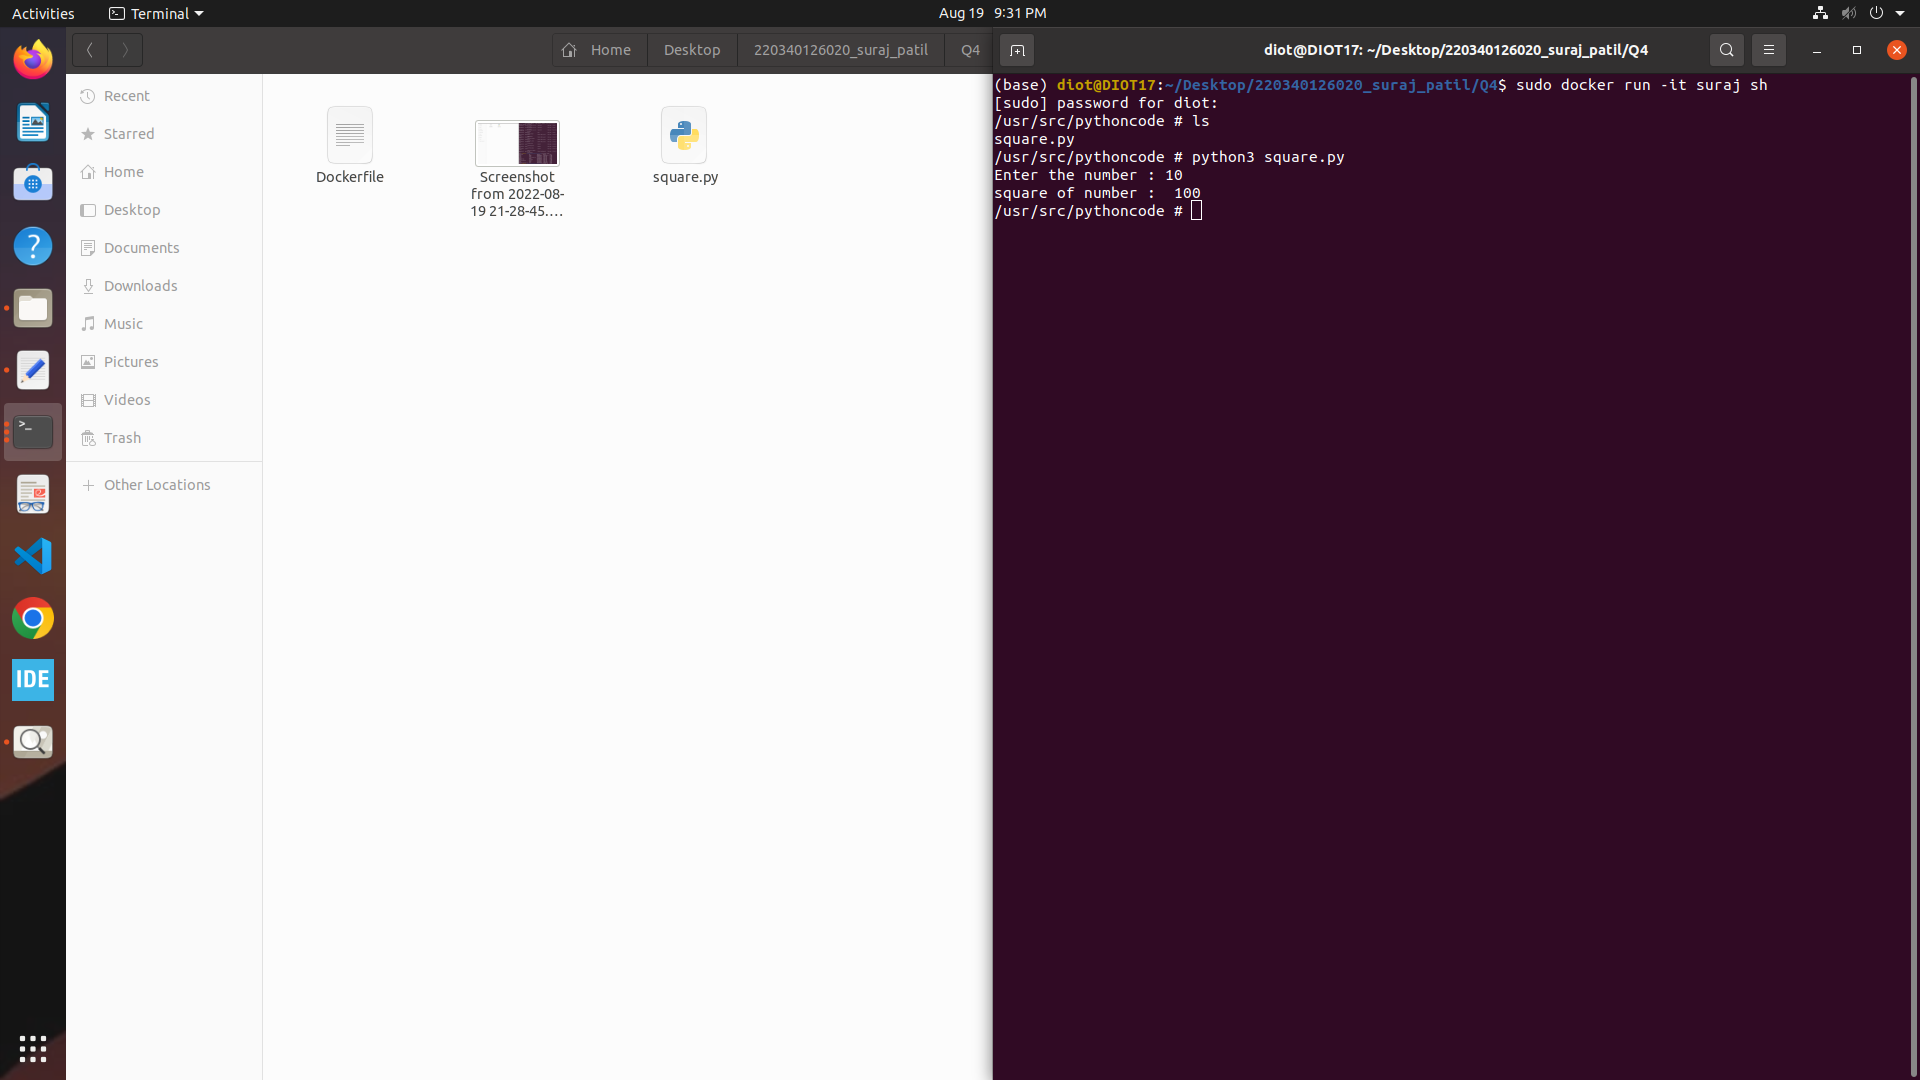 Activities
Terminal
Aug 19 9:31 PM
Home
Desktop
220340126020_suraj_patil
Q4
diot@DIOT17: ~/Desktop/220340126020_suraj_patil/Q4
Recent
Starred
Home
Desktop
Documents
Downloads
Music
Pictures
Videos
Trash
Other Locations
Dockerfile
Screenshot
from 2022-08-
19 21-28-45.…
square.py
(base) diot@DIOT17:~/Desktop/220340126020_suraj_patil/Q4$ sudo docker run -it suraj sh
[sudo] password for diot:
/usr/src/pythoncode # ls
square.py
/usr/src/pythoncode # python3 square.py
Enter the number : 10
square of number :  100
/usr/src/pythoncode #
IDE